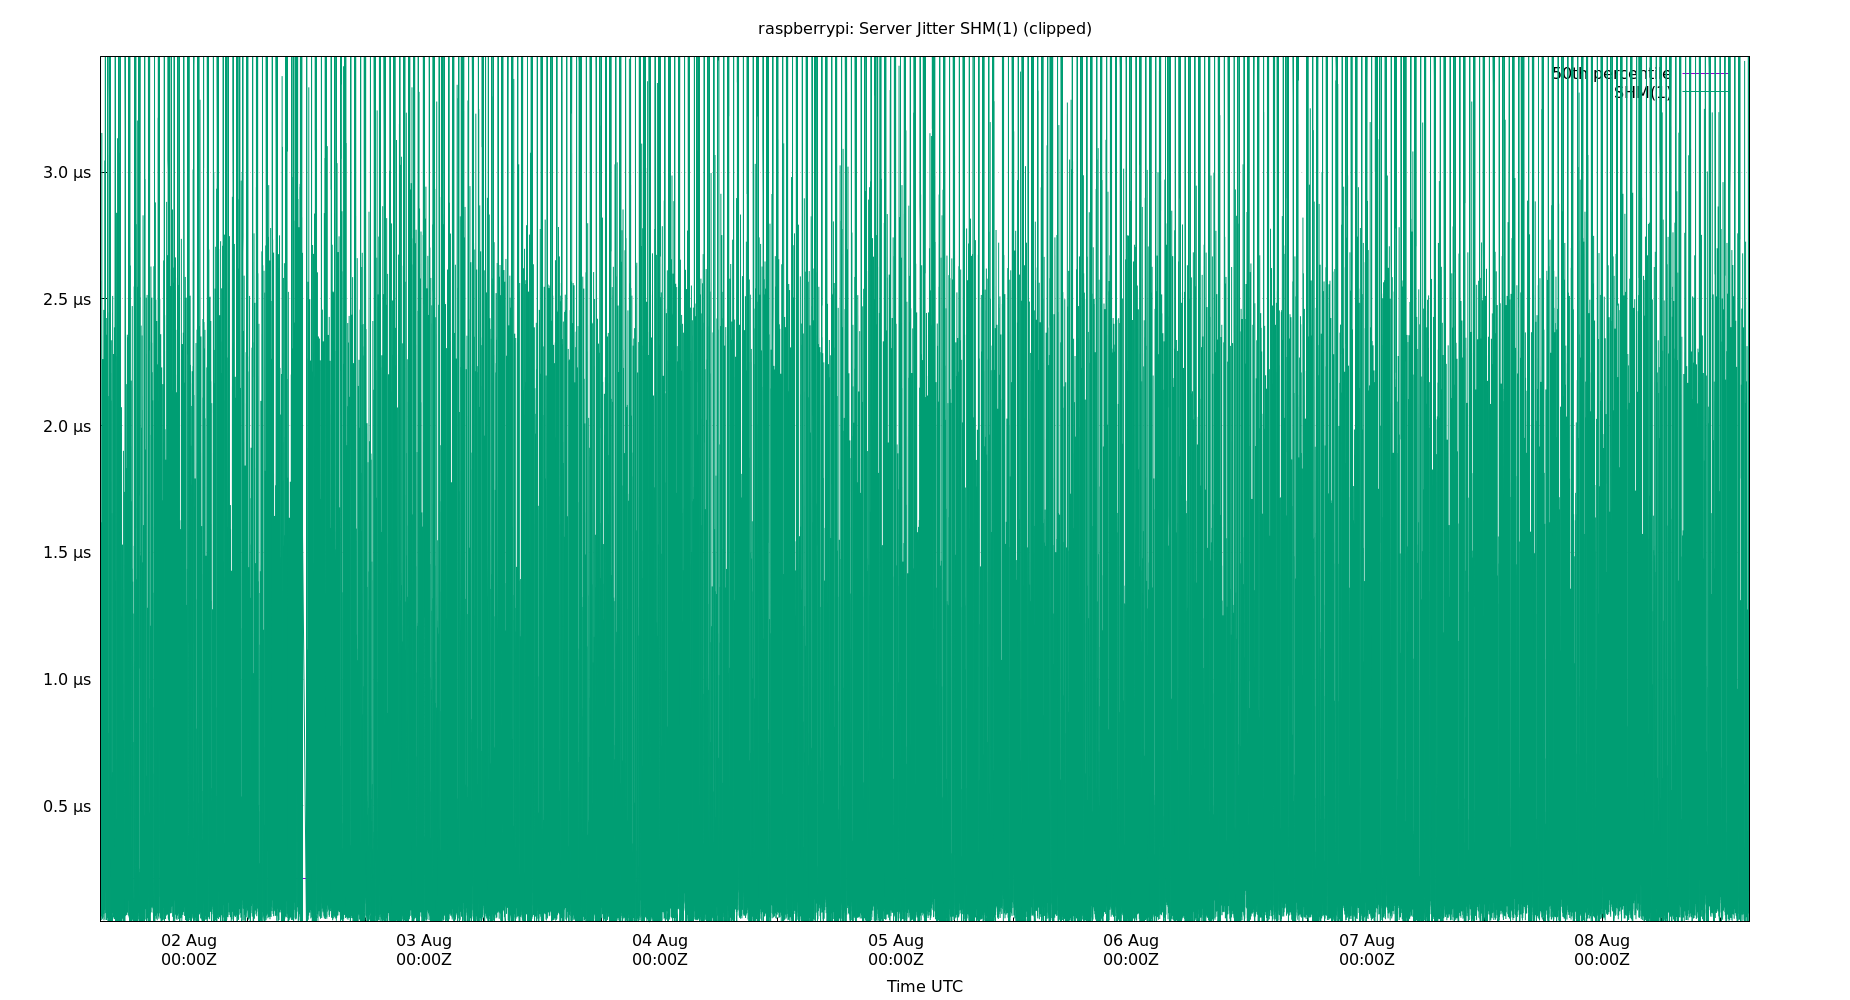 raspberrypi: Server Jitter SHM(1) (clipped)
50th percentile
SHM(1)
3.0 μs
2.5 μs
2.0 μs
1.5 μs
1.0 μs
0.5 μs
02 Aug 03 Aug 04 Aug 05 Aug 06 Aug 07 Aug 08 Aug
00:00Z 00:00Z 00:00Z 00:00Z 00:00Z 00:00Z 00:00Z
Time UTC